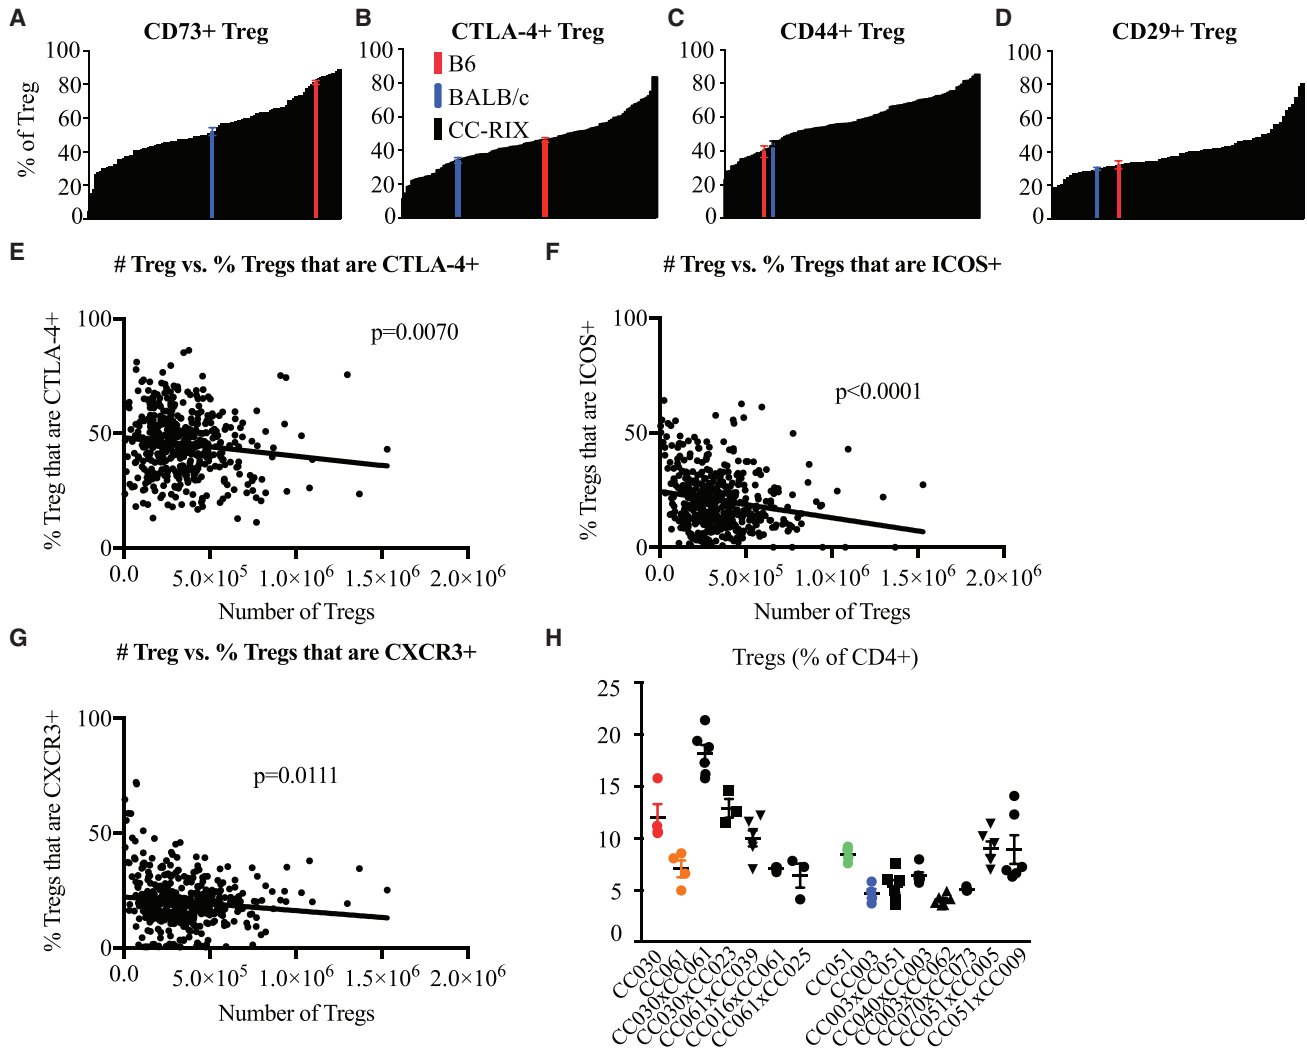 A
CD73+ Treg
% of Treg
100
80
60
40
20
0
B
CTLA-4+ Treg
100
80
60
40
20
0
B6
BALB/c
CC-RIX
C
CD44+ Treg
100
80
60
40
20
0
D
CD29+ Treg
100
80
60
40
20
0
E
# Treg vs. % Tregs that are CTLA-4+
% Treg that are CTLA-4+
100
50
0
p=0.0070
0.0
5.0×10⁵
1.0×10⁶
1.5×10⁶
2.0×10⁶
Number of Tregs
F
# Treg vs. % Tregs that are ICOS+
% Tregs that are ICOS+
100
50
0
p<0.0001
0.0
5.0×10⁵
1.0×10⁶
1.5×10⁶
2.0×10⁶
Number of Tregs
G
# Treg vs. % Tregs that are CXCR3+
% Tregs that are CXCR3+
100
50
0
p=0.0111
0.0
5.0×10⁵
1.0×10⁶
1.5×10⁶
2.0×10⁶
Number of Tregs
H
Tregs (% of CD4+)
25
20
15
10
5
0
CC030
CC061
CC030xCC061
CC030xCC023
CC061xCC039
CC016xCC061
CC061xCC025
CC051
CC003
CC003xCC051
CC040xCC003
CC003xCC062
CC070xCC073
CC051xCC005
CC051xCC009